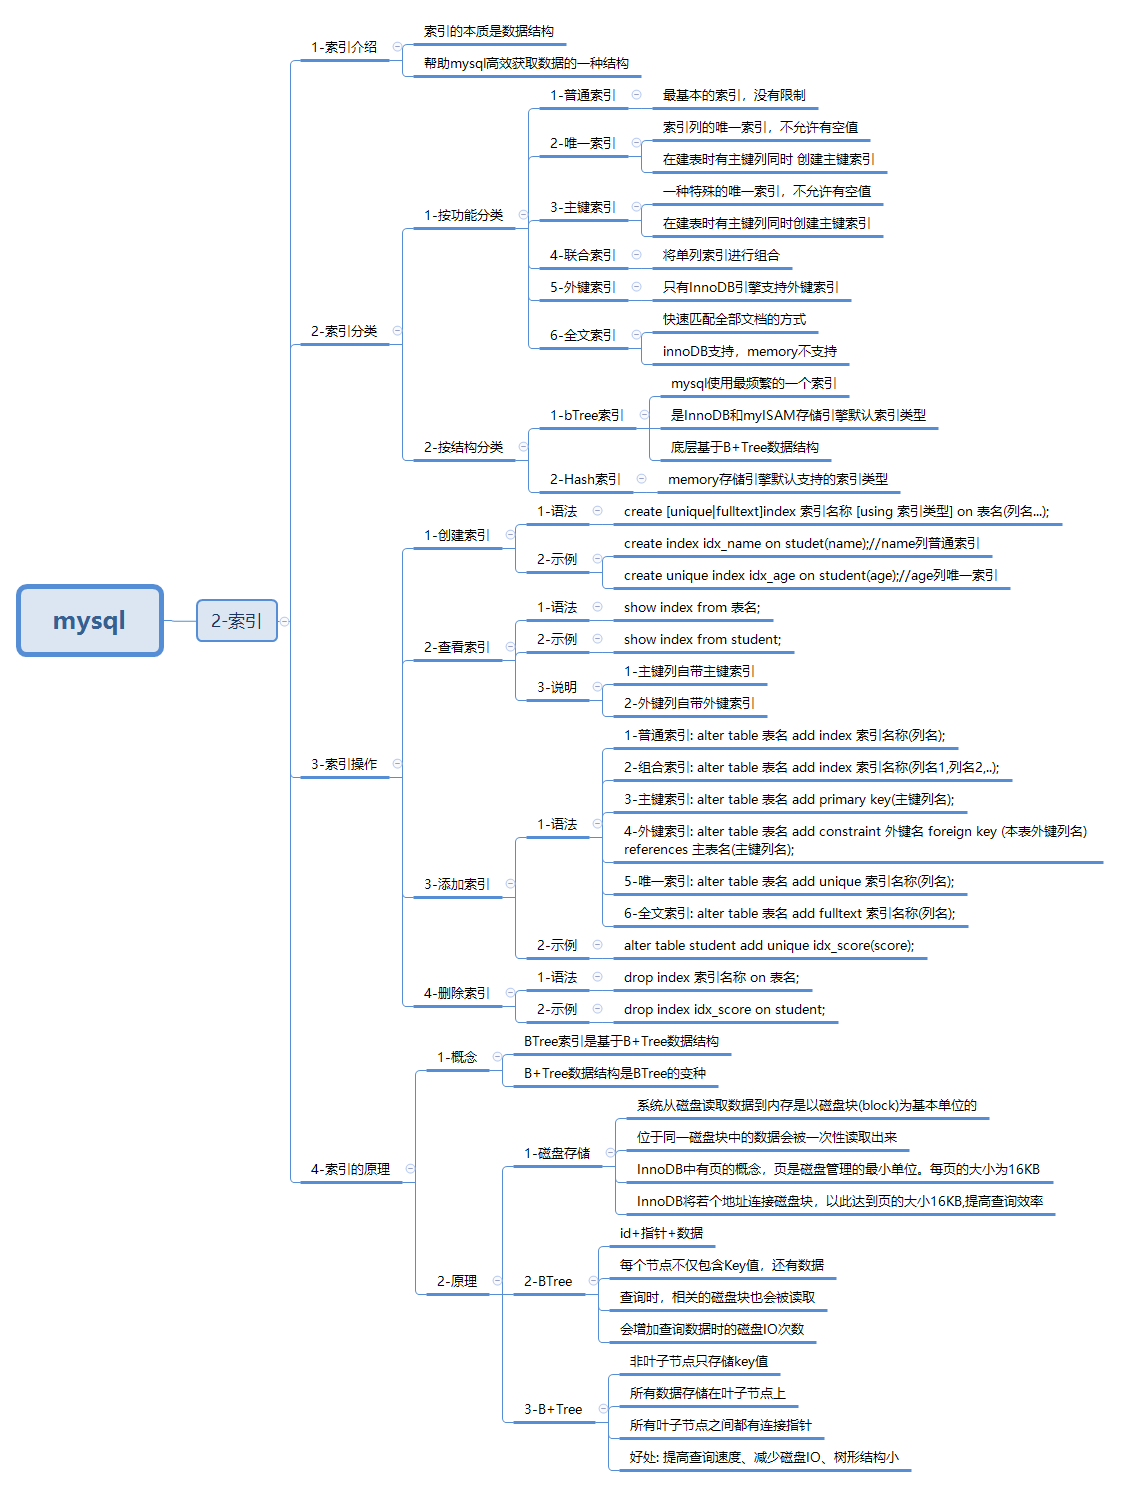 mysql
2-索引
1-索引介绍
索引的本质是数据结构
帮助mysql高效获取数据的一种结构
2-索引分类
1-按功能分类
1-普通索引
最基本的索引，没有限制
2-唯一索引
索引列的唯一索引，不允许有空值
在建表时有主键列同时 创建主键索引
3-主键索引
一种特殊的唯一索引，不允许有空值
在建表时有主键列同时创建主键索引
4-联合索引
将单列索引进行组合
5-外键索引
只有InnoDB引擎支持外键索引
6-全文索引
快速匹配全部文档的方式
innoDB支持，memory不支持
2-按结构分类
1-bTree索引
mysql使用最频繁的一个索引
是InnoDB和myISAM存储引擎默认索引类型
底层基于B+Tree数据结构
2-Hash索引
memory存储引擎默认支持的索引类型
3-索引操作
1-创建索引
1-语法
create [unique|fulltext]index 索引名称 [using 索引类型] on 表名(列名...);
2-示例
create index idx_name on studet(name);//name列普通索引
create unique index idx_age on student(age);//age列唯一索引
2-查看索引
1-语法
show index from 表名;
2-示例
show index from student;
3-说明
1-主键列自带主键索引
2-外键列自带外键索引
3-添加索引
1-语法
1-普通索引: alter table 表名 add index 索引名称(列名);
2-组合索引: alter table 表名 add index 索引名称(列名1,列名2,..);
3-主键索引: alter table 表名 add primary key(主键列名);
4-外键索引: alter table 表名 add constraint 外键名 foreign key (本表外键列名)
references 主表名(主键列名);
5-唯一索引: alter table 表名 add unique 索引名称(列名);
6-全文索引: alter table 表名 add fulltext 索引名称(列名);
2-示例
alter table student add unique idx_score(score);
4-删除索引
1-语法
drop index 索引名称 on 表名;
2-示例
drop index idx_score on student;
4-索引的原理
1-概念
BTree索引是基于B+Tree数据结构
B+Tree数据结构是BTree的变种
2-原理
1-磁盘存储
系统从磁盘读取数据到内存是以磁盘块(block)为基本单位的
位于同一磁盘块中的数据会被一次性读取出来
InnoDB中有页的概念，页是磁盘管理的最小单位。每页的大小为16KB
InnoDB将若个地址连接磁盘块，以此达到页的大小16KB,提高查询效率
2-BTree
id+指针+数据
每个节点不仅包含Key值，还有数据
查询时，相关的磁盘块也会被读取
会增加查询数据时的磁盘IO次数
3-B+Tree
非叶子节点只存储key值
所有数据存储在叶子节点上
所有叶子节点之间都有连接指针
好处: 提高查询速度、减少磁盘IO、树形结构小